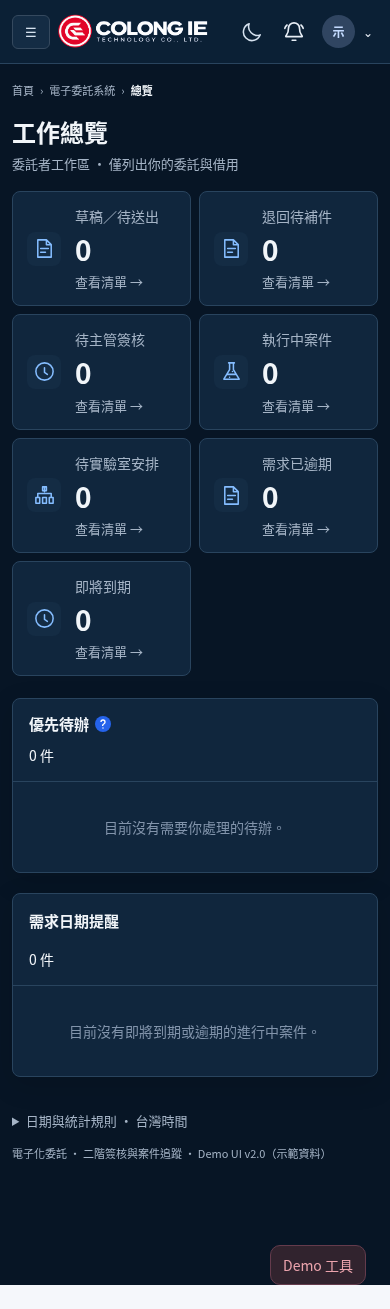 ☰ COLONG IE 示 ⌄
TECHNOLOGY CO., LTD.
首頁 › 電子委託系統 › 總覽
工作總覽
委託者工作區 · 僅列出你的委託與借用
草稿／待送出
0
查看清單 →
退回待補件
0
查看清單 →
待主管簽核
0
查看清單 →
執行中案件
0
查看清單 →
待實驗室安排
0
查看清單 →
需求已逾期
0
查看清單 →
即將到期
0
查看清單 →
優先待辦 ?
0 件
目前沒有需要你處理的待辦。
需求日期提醒
0 件
目前沒有即將到期或逾期的進行中案件。
▶ 日期與統計規則 · 台灣時間
電子化委託 · 二階簽核與案件追蹤 · Demo UI v2.0（示範資料）
Demo 工具